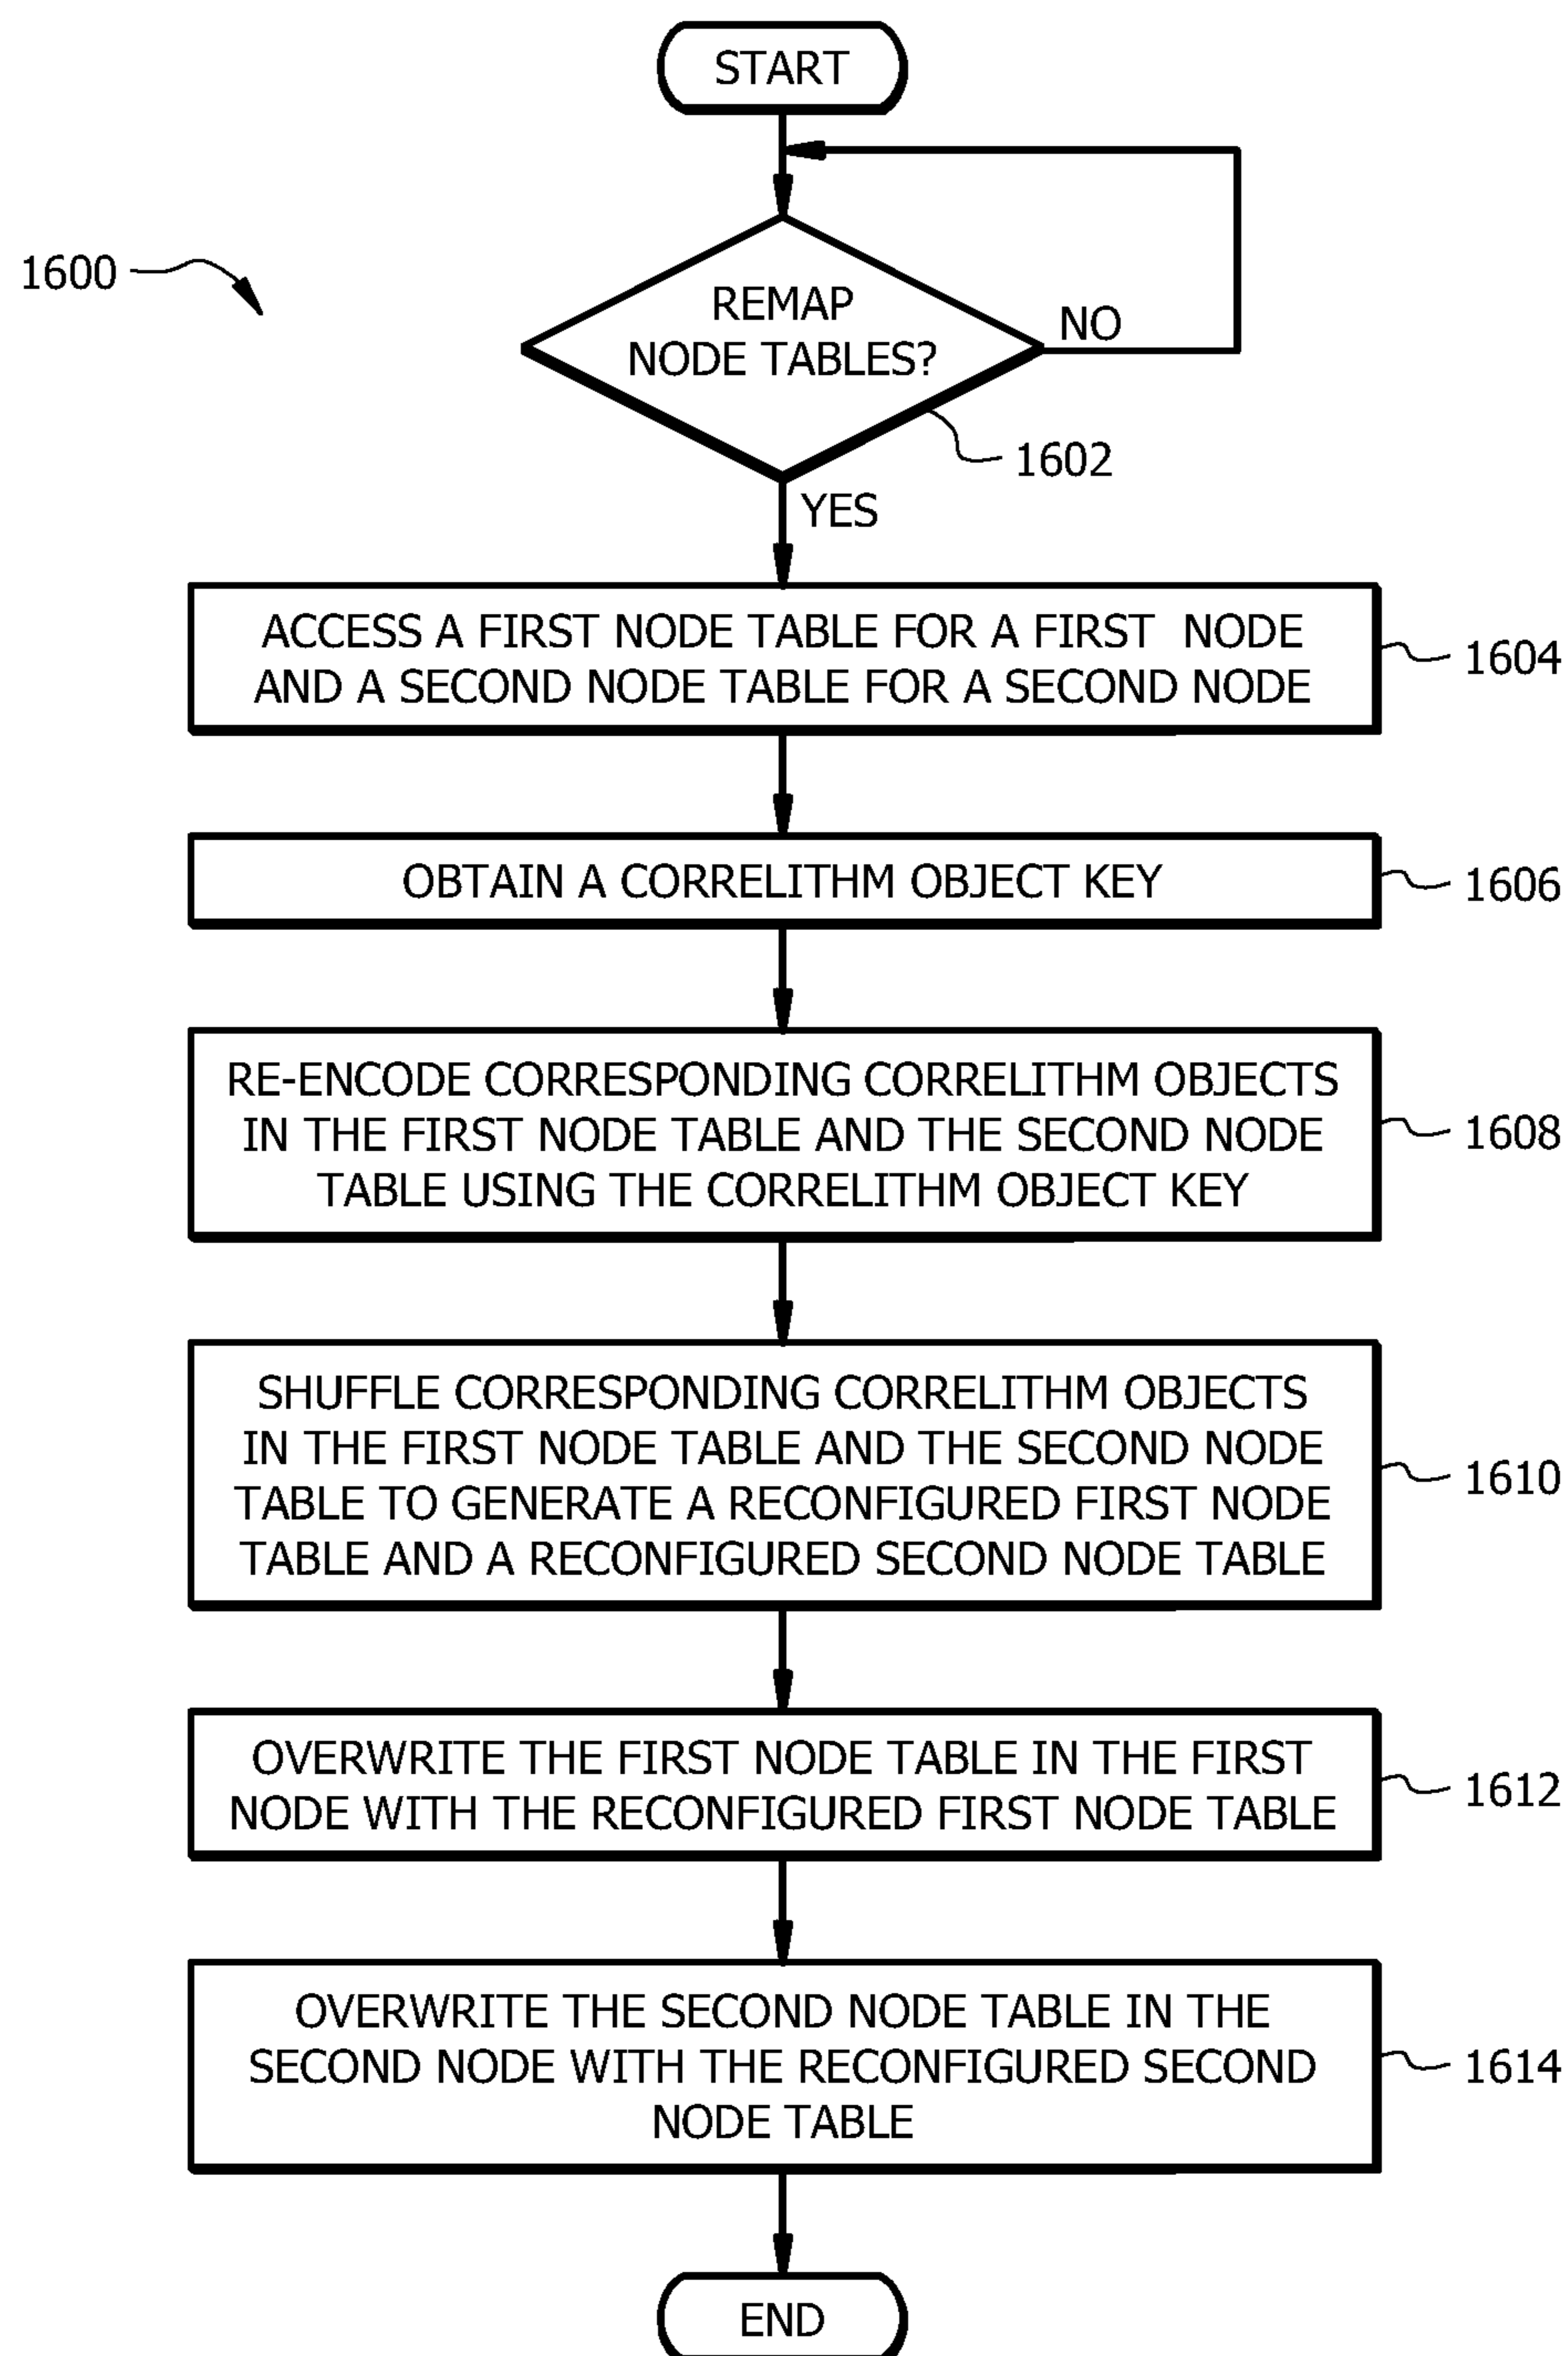 START
1600
REMAP
NODE TABLES?
NO
1602
YES
ACCESS A FIRST NODE TABLE FOR A FIRST NODE
AND A SECOND NODE TABLE FOR A SECOND NODE
1604
OBTAIN A CORRELITHM OBJECT KEY
1606
RE-ENCODE CORRESPONDING CORRELITHM OBJECTS
IN THE FIRST NODE TABLE AND THE SECOND NODE
TABLE USING THE CORRELITHM OBJECT KEY
1608
SHUFFLE CORRESPONDING CORRELITHM OBJECTS
IN THE FIRST NODE TABLE AND THE SECOND NODE
TABLE TO GENERATE A RECONFIGURED FIRST NODE
TABLE AND A RECONFIGURED SECOND NODE TABLE
1610
OVERWRITE THE FIRST NODE TABLE IN THE FIRST
NODE WITH THE RECONFIGURED FIRST NODE TABLE
1612
OVERWRITE THE SECOND NODE TABLE IN THE
SECOND NODE WITH THE RECONFIGURED SECOND
NODE TABLE
1614
END